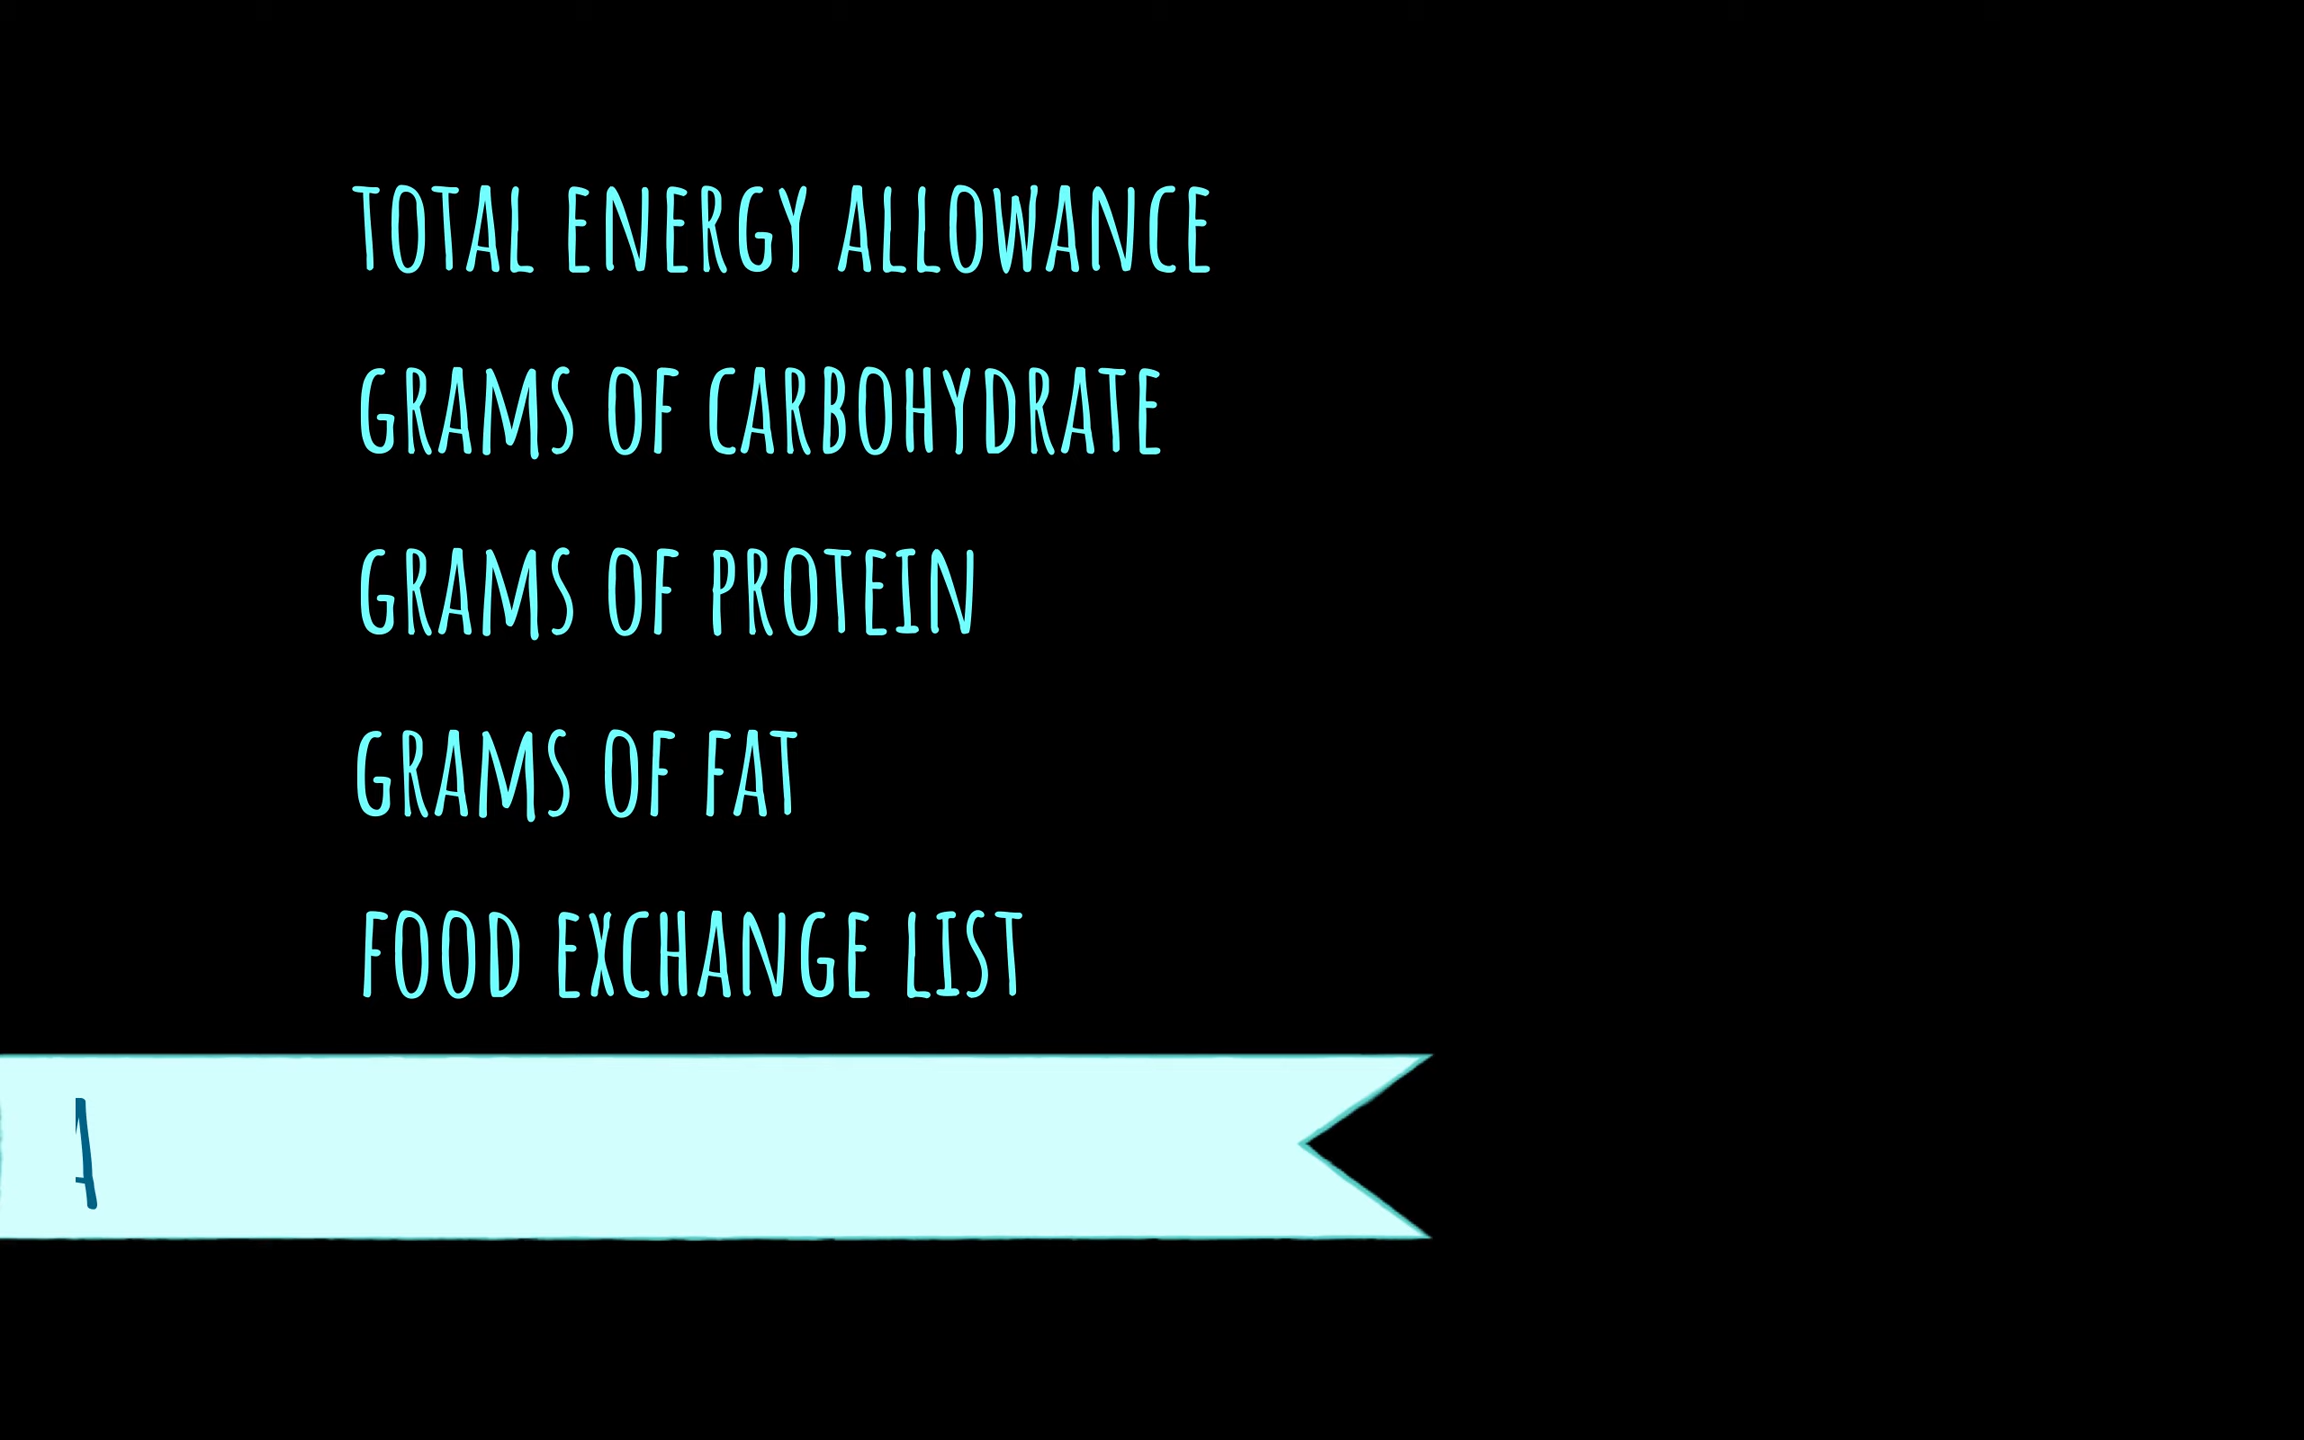 TOTAL ENERGY ALLOWANCE
GRAMS OF CARBOHYDRATE
GRAMS OF PROTEIN
GRAMS OF FAT
FOOD EXCHANGE LIST